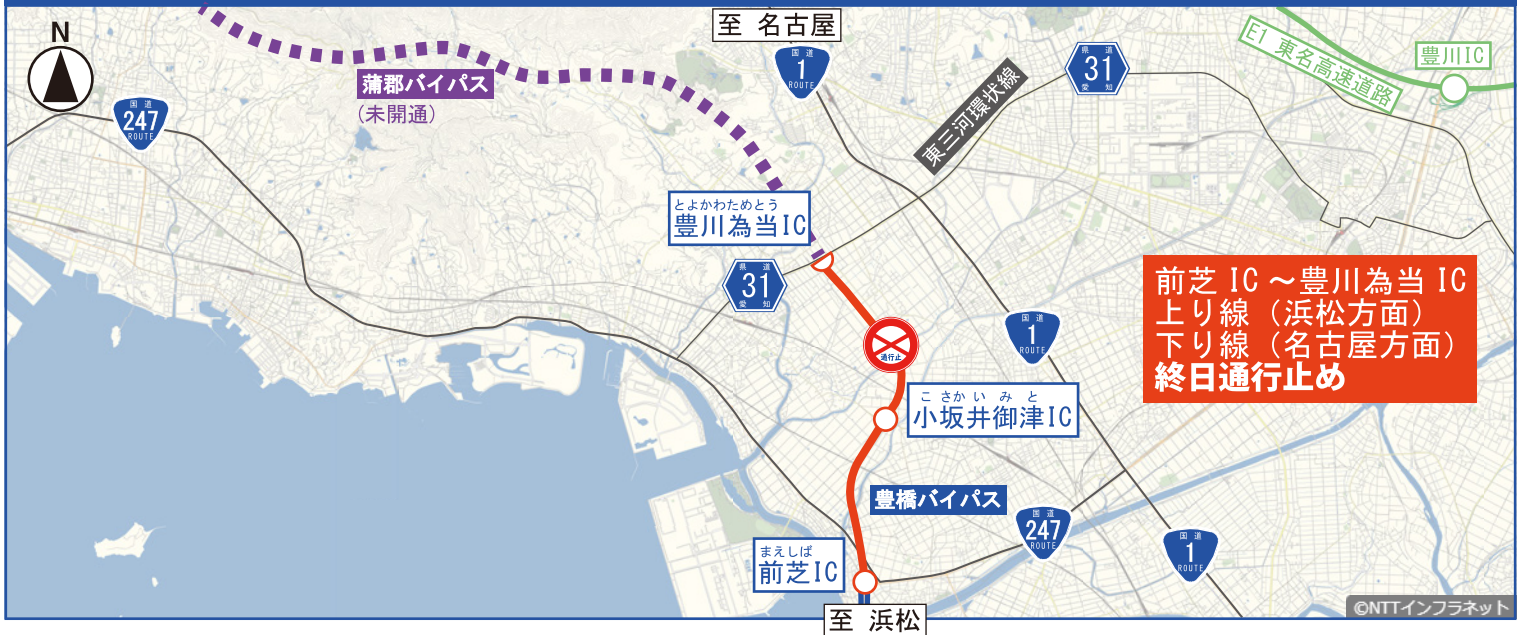 至 名古屋
N
国道
1
ROUTE
県道
31
愛知
E1 東名高速道路
豊川IC
蒲郡バイパス
(未開通)
国道
247
ROUTE
東三河環状線
とよかわためとう
豊川為当IC
県道
31
愛知
前芝 IC ～豊川為当 IC
上り線（浜松方面）
下り線（名古屋方面）
終日通行止め
国道
1
ROUTE
通行止
こさかいみと
小坂井御津IC
豊橋バイパス
国道
247
ROUTE
国道
1
ROUTE
まえしば
前芝IC
至 浜松
©NTTインフラネット